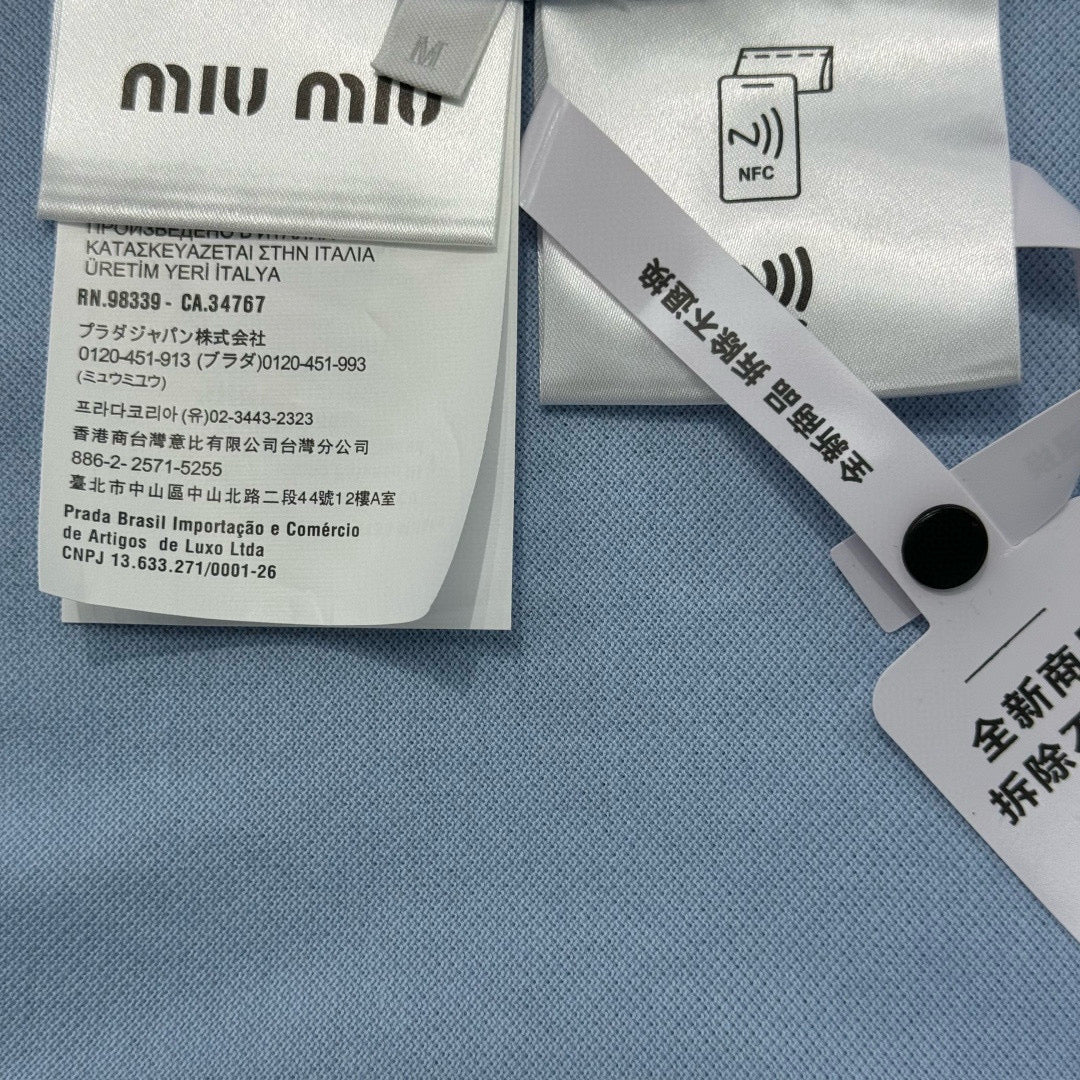 MIU MIU
M
ПРОИЗВЕДЕНО В ИТАЛИИ
ΚΑΤΑΣΚΕΥΑΖΕΤΑΙ ΣΤΗΝ ΙΤΑΛΙΑ
ÜRETİM YERİ İTALYA
RN.98339 - CA.34767
プラダジャパン株式会社
0120-451-913 (プラダ)0120-451-993
(ミュウミユウ)
프라다코리아(유)02-3443-2323
香港商台灣意比有限公司台灣分公司
886-2- 2571-5255
臺北市中山區中山北路二段44號12樓A室
Prada Brasil Importação e Comércio
de Artigos de Luxo Ltda
CNPJ 13.633.271/0001-26
NFC
全新商品 拆除不退换
全新商
拆除不